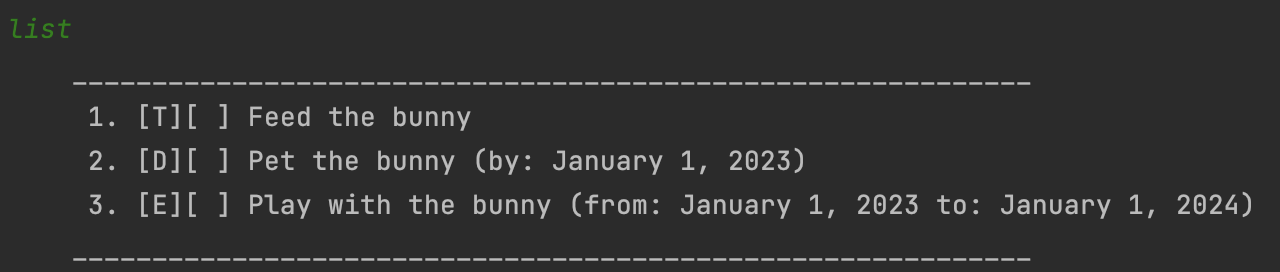 list
____________________________________________________________
1. [T][ ] Feed the bunny
2. [D][ ] Pet the bunny (by: January 1, 2023)
3. [E][ ] Play with the bunny (from: January 1, 2023 to: January 1, 2024)
____________________________________________________________